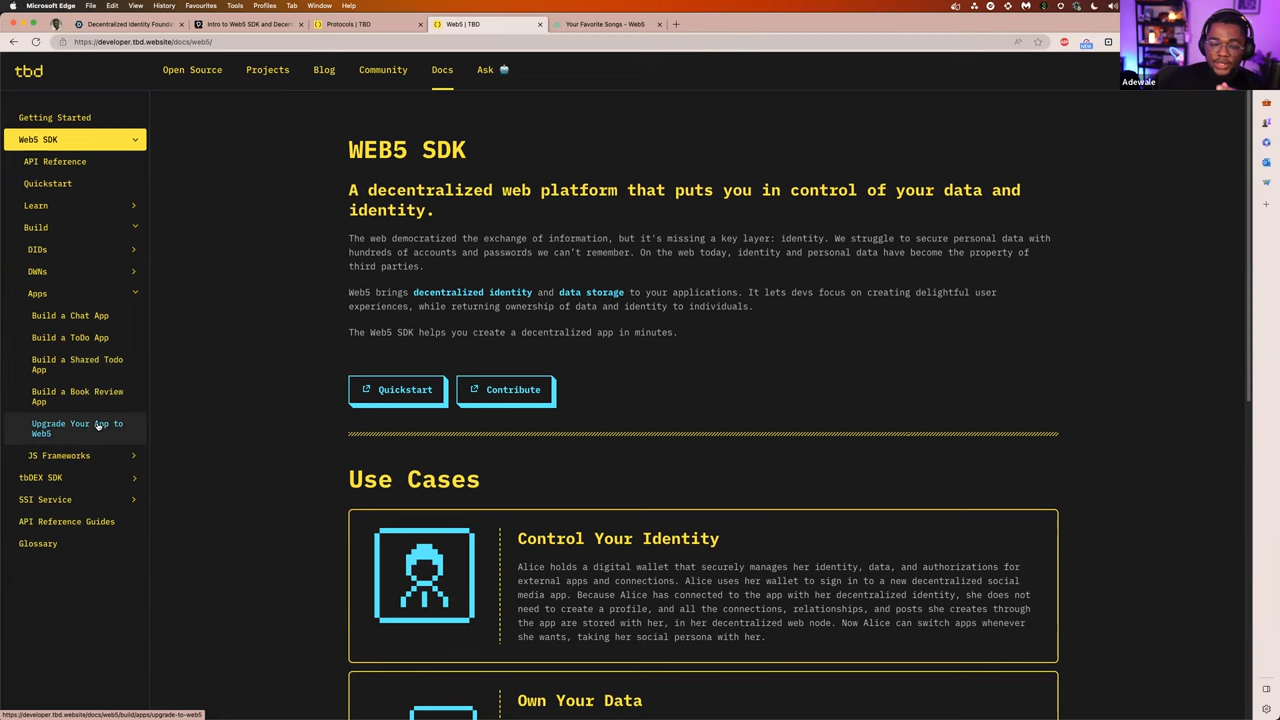 Microsoft Edge File Edit View History Favourites Tools Profiles Tab Window Help
Decentralized Identity Founda
Intro to Web5 SDK and Decen
Protocols | TBD
Web5 | TBD
Your Favorite Songs - Web5
https://developer.tbd.website/docs/web5/
NEW
Adewale
tbd
Open Source Projects Blog Community Docs Ask
Getting Started
Web5 SDK
API Reference
Quickstart
Learn
Build
DIDs
DWNs
Apps
Build a Chat App
Build a ToDo App
Build a Shared Todo
App
Build a Book Review
App
Upgrade Your App to
Web5
JS Frameworks
tbDEX SDK
SSI Service
API Reference Guides
Glossary
WEB5 SDK
A decentralized web platform that puts you in control of your data and
identity.
The web democratized the exchange of information, but it's missing a key layer: identity. We struggle to secure personal data with
hundreds of accounts and passwords we can't remember. On the web today, identity and personal data have become the property of
third parties.
Web5 brings decentralized identity and data storage to your applications. It lets devs focus on creating delightful user
experiences, while returning ownership of data and identity to individuals.
The Web5 SDK helps you create a decentralized app in minutes.
Quickstart
Contribute
Use Cases
Control Your Identity
Alice holds a digital wallet that securely manages her identity, data, and authorizations for
external apps and connections. Alice uses her wallet to sign in to a new decentralized social
media app. Because Alice has connected to the app with her decentralized identity, she does not
need to create a profile, and all the connections, relationships, and posts she creates through
the app are stored with her, in her decentralized web node. Now Alice can switch apps whenever
she wants, taking her social persona with her.
Own Your Data
https://developer.tbd.website/docs/web5/build/apps/upgrade-to-web5